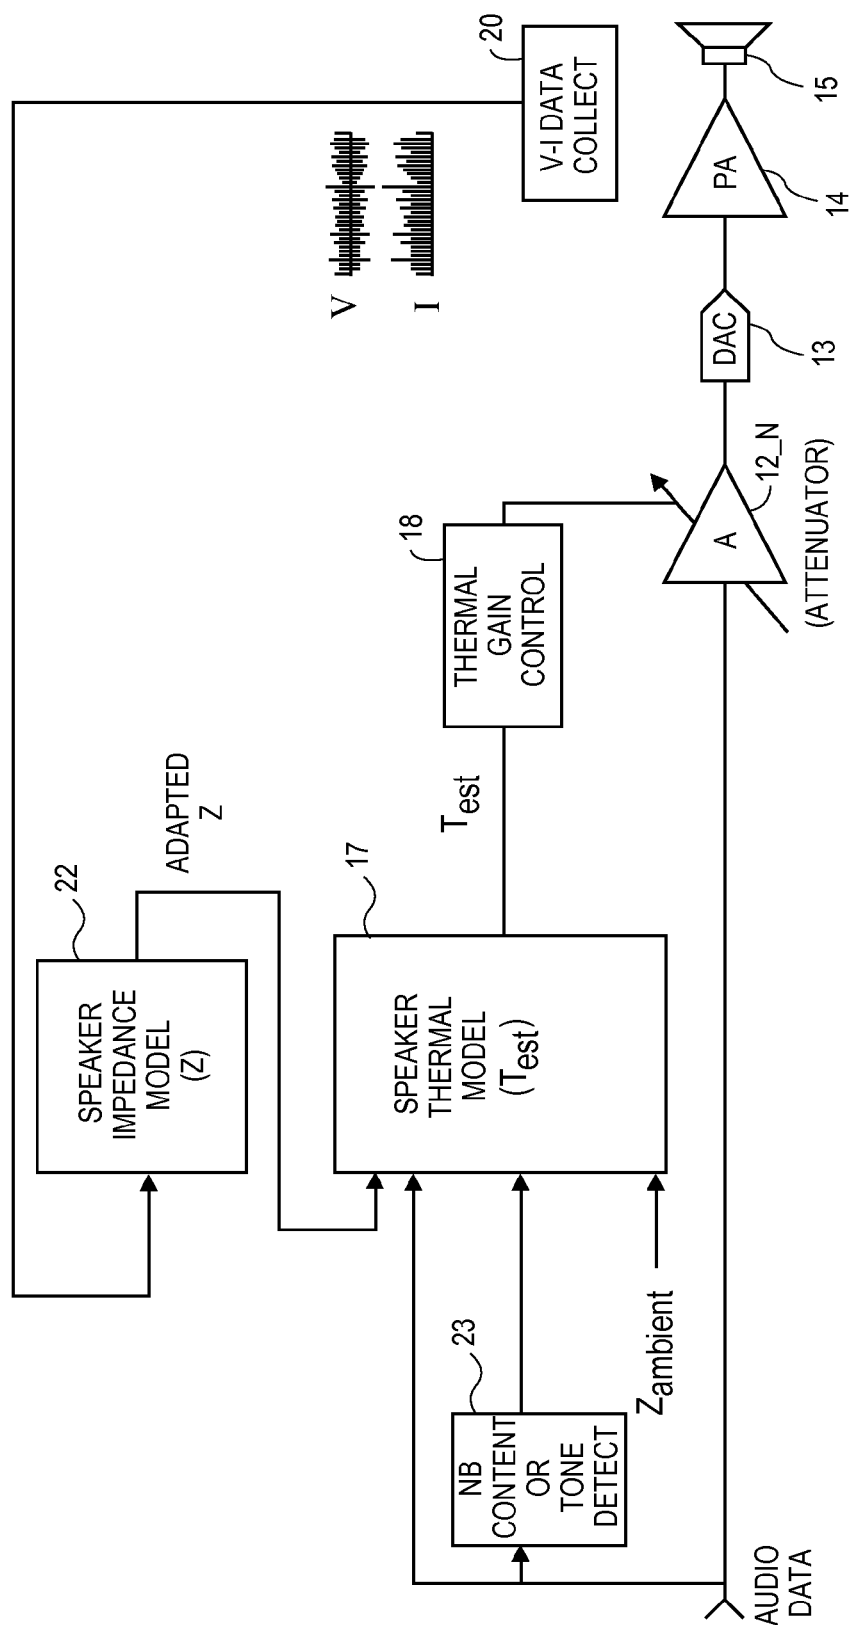 20
V-I DATA
COLLECT
V
I
22
SPEAKER
IMPEDANCE
MODEL
(Z)
ADAPTED
Z
17
SPEAKER
THERMAL
MODEL
(Test)
Test
18
THERMAL
GAIN
CONTROL
23
NB
CONTENT
OR
TONE
DETECT
Zambient
AUDIO
DATA
A
12_N
(ATTENUATOR)
DAC
13
PA
14
15